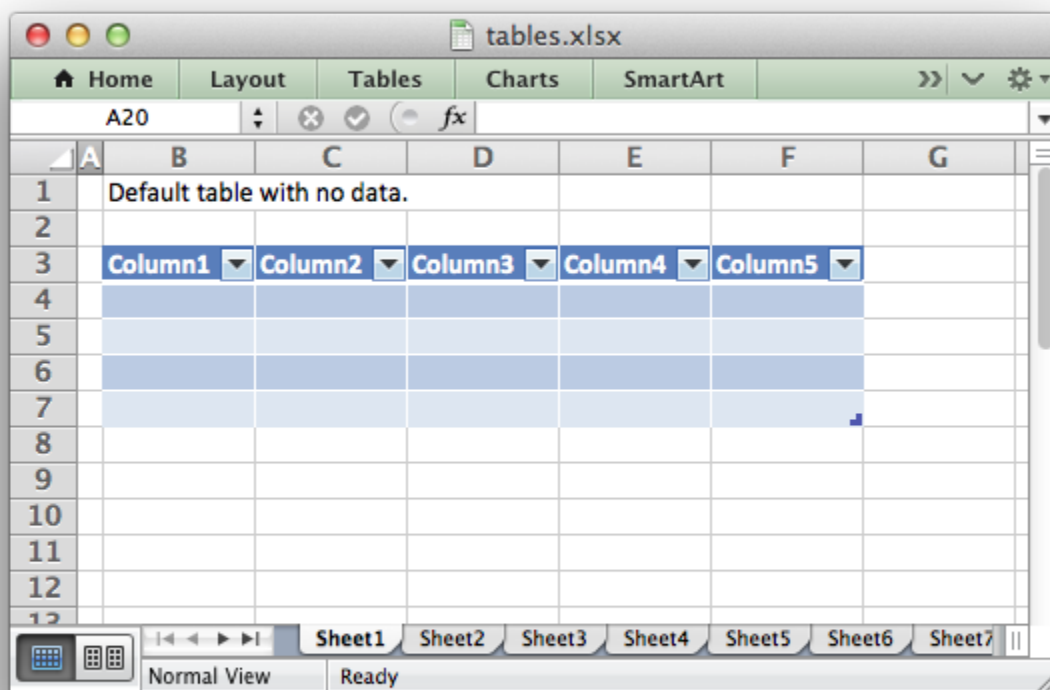 tables.xlsx
Home Layout Tables Charts SmartArt
A20 fx
A B C D E F G
1 Default table with no data.
2
3 Column1 Column2 Column3 Column4 Column5
4
5
6
7
8
9
10
11
12
13
Sheet1 Sheet2 Sheet3 Sheet4 Sheet5 Sheet6 Sheet7
Normal View Ready